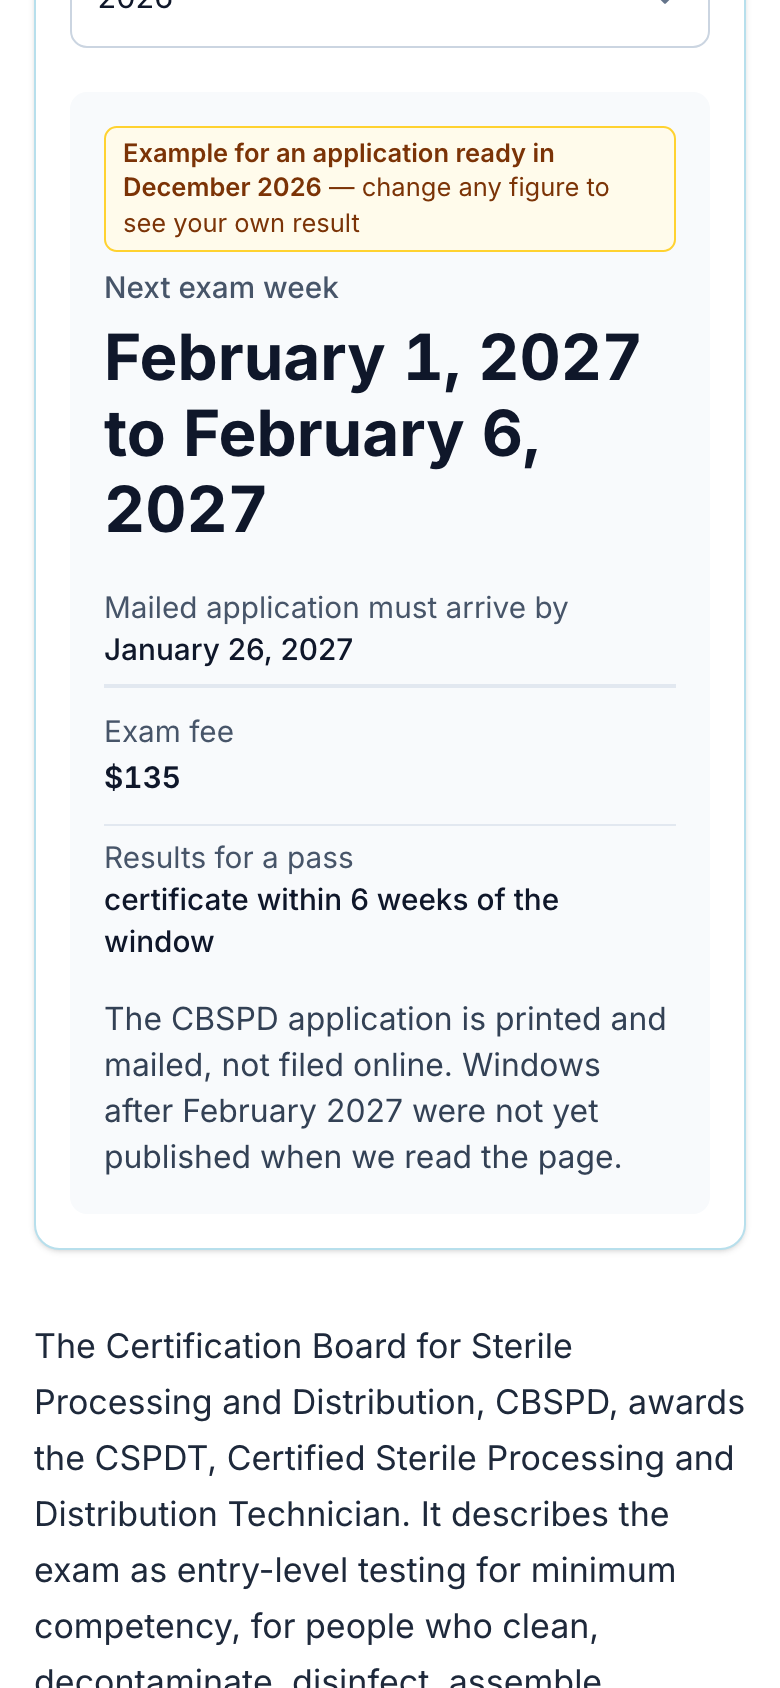 2026
Example for an application ready in
December 2026 — change any figure to
see your own result
Next exam week
February 1, 2027
to February 6,
2027
Mailed application must arrive by
January 26, 2027
Exam fee
$135
Results for a pass
certificate within 6 weeks of the
window
The CBSPD application is printed and
mailed, not filed online. Windows
after February 2027 were not yet
published when we read the page.
The Certification Board for Sterile
Processing and Distribution, CBSPD, awards
the CSPDT, Certified Sterile Processing and
Distribution Technician. It describes the
exam as entry-level testing for minimum
competency, for people who clean,
decontaminate, disinfect, assemble